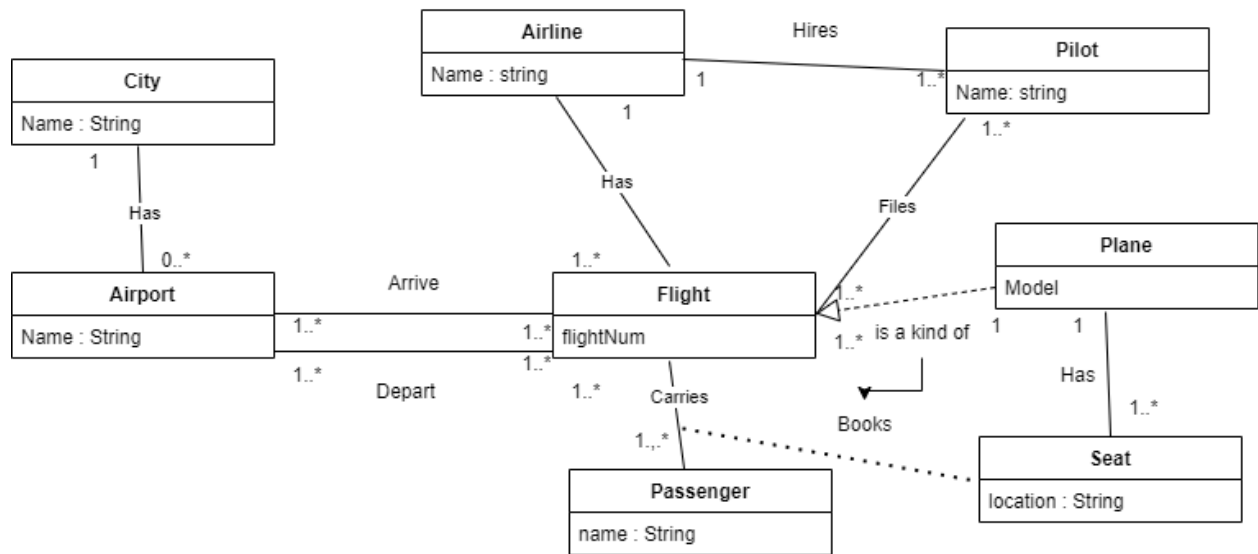 Airline
Name : string
1
1
Hires
1
1..*
Pilot
Name: string
1..*
City
Name : String
1
Has
0..*
Has
1..*
Files
1..*
Airport
Name : String
Arrive
1..*
1..*
Depart
1..*
1..*
Flight
flightNum
1..*
Plane
Model
1
1
is a kind of
Has
1..*
Books
1..*
Carries
1.,.*
Passenger
name : String
Seat
location : String